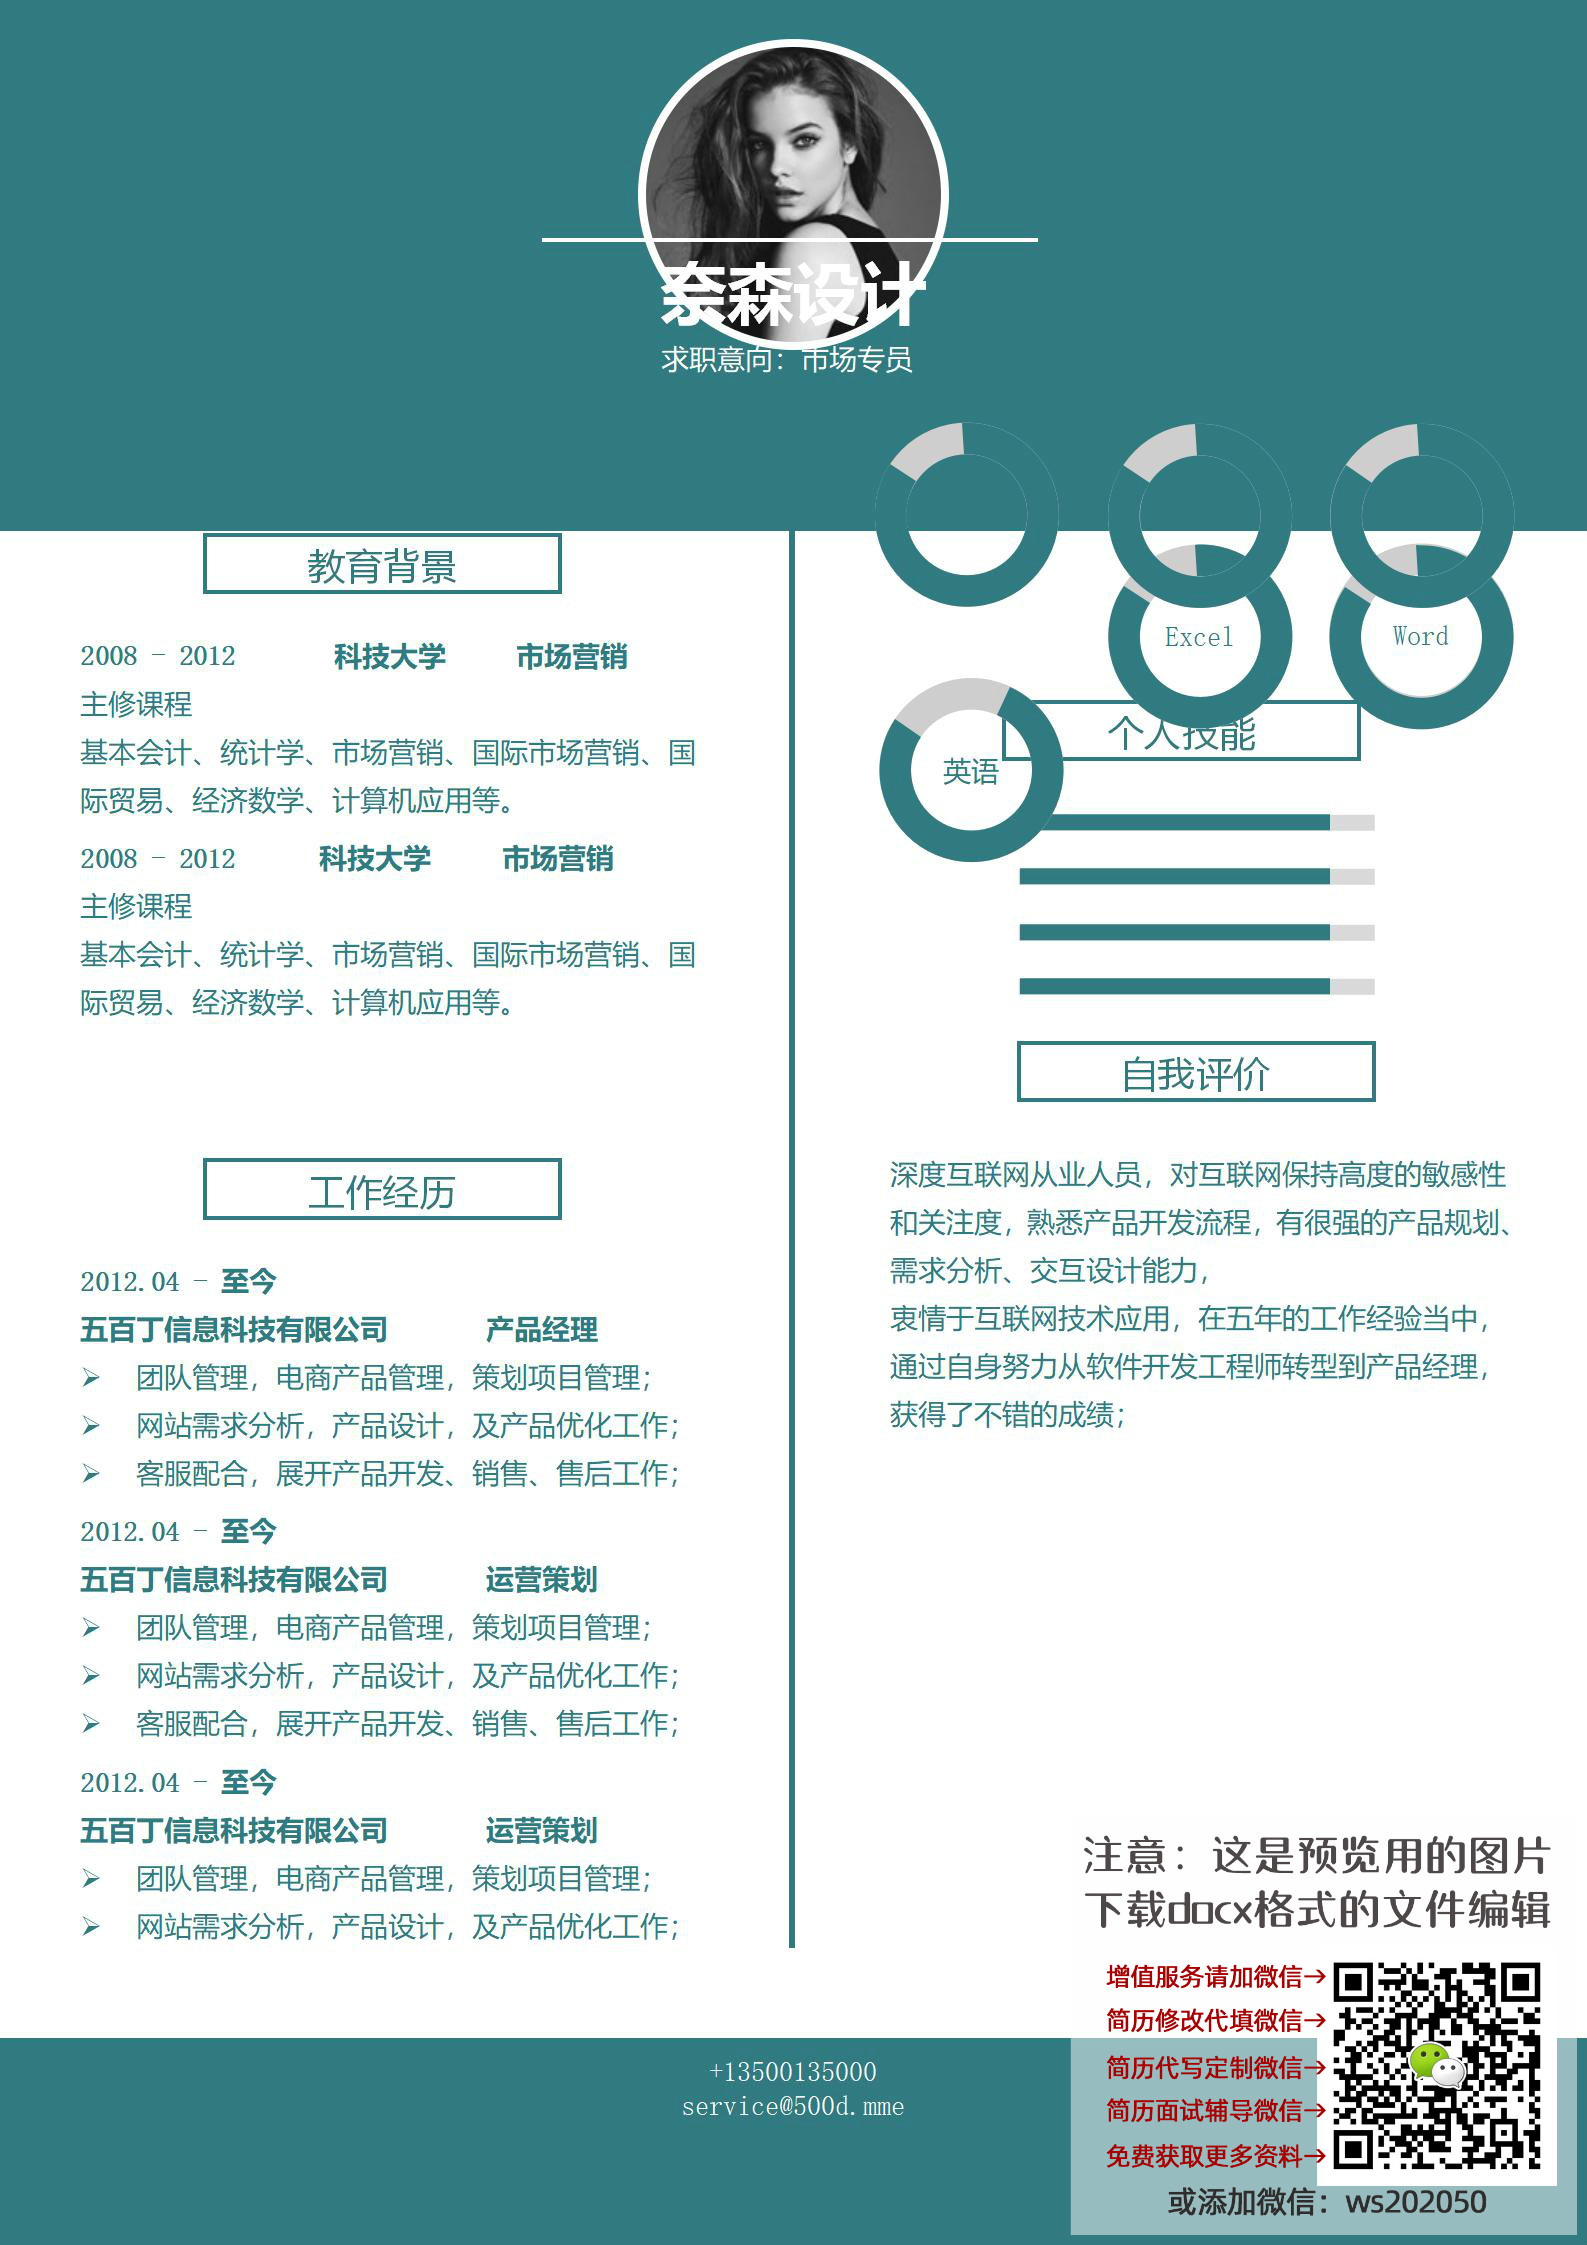 奈森设计
求职意向：市场专员
教育背景
2008 - 2012 科技大学 市场营销
主修课程
基本会计、统计学、市场营销、国际市场营销、国
际贸易、经济数学、计算机应用等。
2008 - 2012 科技大学 市场营销
主修课程
基本会计、统计学、市场营销、国际市场营销、国
际贸易、经济数学、计算机应用等。
工作经历
2012.04 - 至今
五百丁信息科技有限公司 产品经理
➢ 团队管理，电商产品管理，策划项目管理；
➢ 网站需求分析，产品设计，及产品优化工作；
➢ 客服配合，展开产品开发、销售、售后工作；
2012.04 - 至今
五百丁信息科技有限公司 运营策划
➢ 团队管理，电商产品管理，策划项目管理；
➢ 网站需求分析，产品设计，及产品优化工作；
➢ 客服配合，展开产品开发、销售、售后工作；
2012.04 - 至今
五百丁信息科技有限公司 运营策划
➢ 团队管理，电商产品管理，策划项目管理；
➢ 网站需求分析，产品设计，及产品优化工作；
Excel
Word
个人技能
英语
自我评价
深度互联网从业人员，对互联网保持高度的敏感性
和关注度，熟悉产品开发流程，有很强的产品规划、
需求分析、交互设计能力，
衷情于互联网技术应用，在五年的工作经验当中，
通过自身努力从软件开发工程师转型到产品经理，
获得了不错的成绩；
注意：这是预览用的图片
下载docx格式的文件编辑
增值服务请加微信→
简历修改代填微信→
简历代写定制微信→
简历面试辅导微信→
免费获取更多资料→
或添加微信：ws202050
+13500135000
service@500d.mme